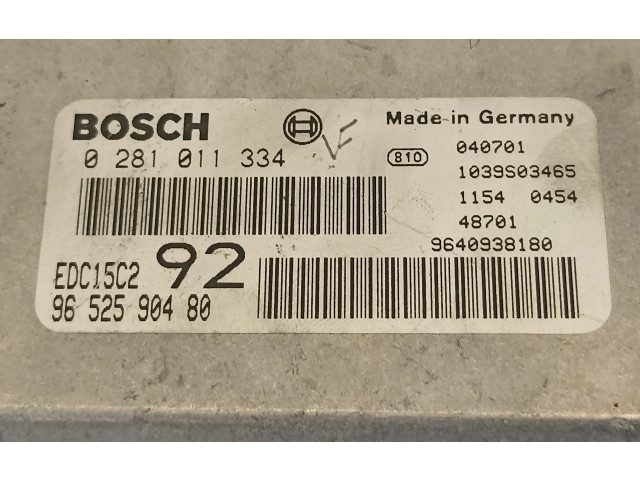 BOSCH
0 281 011 334
VF
Made in Germany
810
040701
1039S03465
1154 0454
48701
9640938180
EDC15C2 92
96 525 904 80